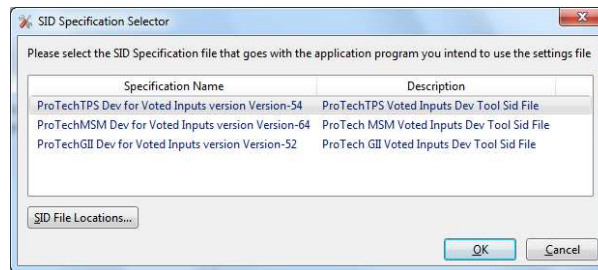 SID Specification Selector
Please select the SID Specification file that goes with the application program you intend to use the settings file
Specification Name Description
ProTechTPS Dev for Voted Inputs version Version-54 ProTechTPS Voted Inputs Dev Tool Sid File
ProTechMSM Dev for Voted Inputs version Version-64 ProTech MSM Voted Inputs Dev Tool Sid File
ProTechGII Dev for Voted Inputs version Version-52 ProTech GII Voted Inputs Dev Tool Sid File
SID File Locations...
OK Cancel